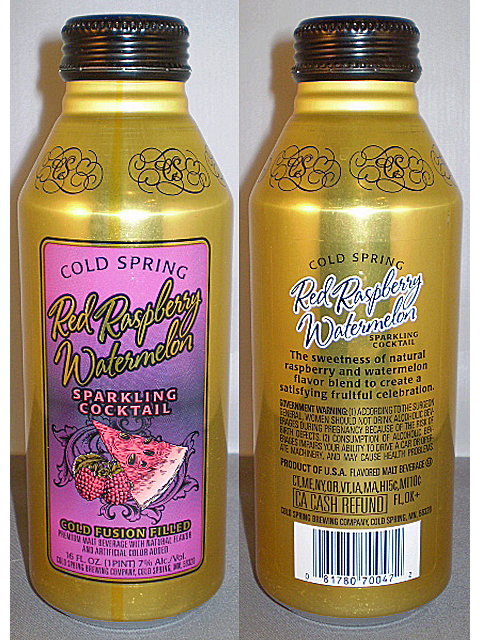 CS
COLD SPRING
Red Raspberry
Watermelon
SPARKLING
COCKTAIL
COLD FUSION FILLED
PREMIUM MALT BEVERAGE WITH NATURAL FLAVOR
AND ARTIFICIAL COLOR ADDED
16 FL. OZ. (1 PINT) 7% Alc./Vol.
COLD SPRING BREWING COMPANY, COLD SPRING, MN, 56320
CS
COLD SPRING
Red Raspberry
Watermelon
SPARKLING
COCKTAIL
The sweetness of natural
raspberry and watermelon
flavor blend to create a
satisfying fruitful celebration.
GOVERNMENT WARNING: (1) ACCORDING TO THE SURGEON
GENERAL, WOMEN SHOULD NOT DRINK ALCOHOLIC BEV-
ERAGES DURING PREGNANCY BECAUSE OF THE RISK OF
BIRTH DEFECTS. (2) CONSUMPTION OF ALCOHOLIC BEV-
ERAGES IMPAIRS YOUR ABILITY TO DRIVE A CAR OR OPER-
ATE MACHINERY, AND MAY CAUSE HEALTH PROBLEMS.
PRODUCT OF U.S.A. FLAVORED MALT BEVERAGE
CT, ME, NY, OR, VT, IA, MA, HI 5¢, MI 10¢
CA CASH REFUND FL, OK+
COLD SPRING BREWING COMPANY, COLD SPRING, MN, 56320
0 81780 70047 2